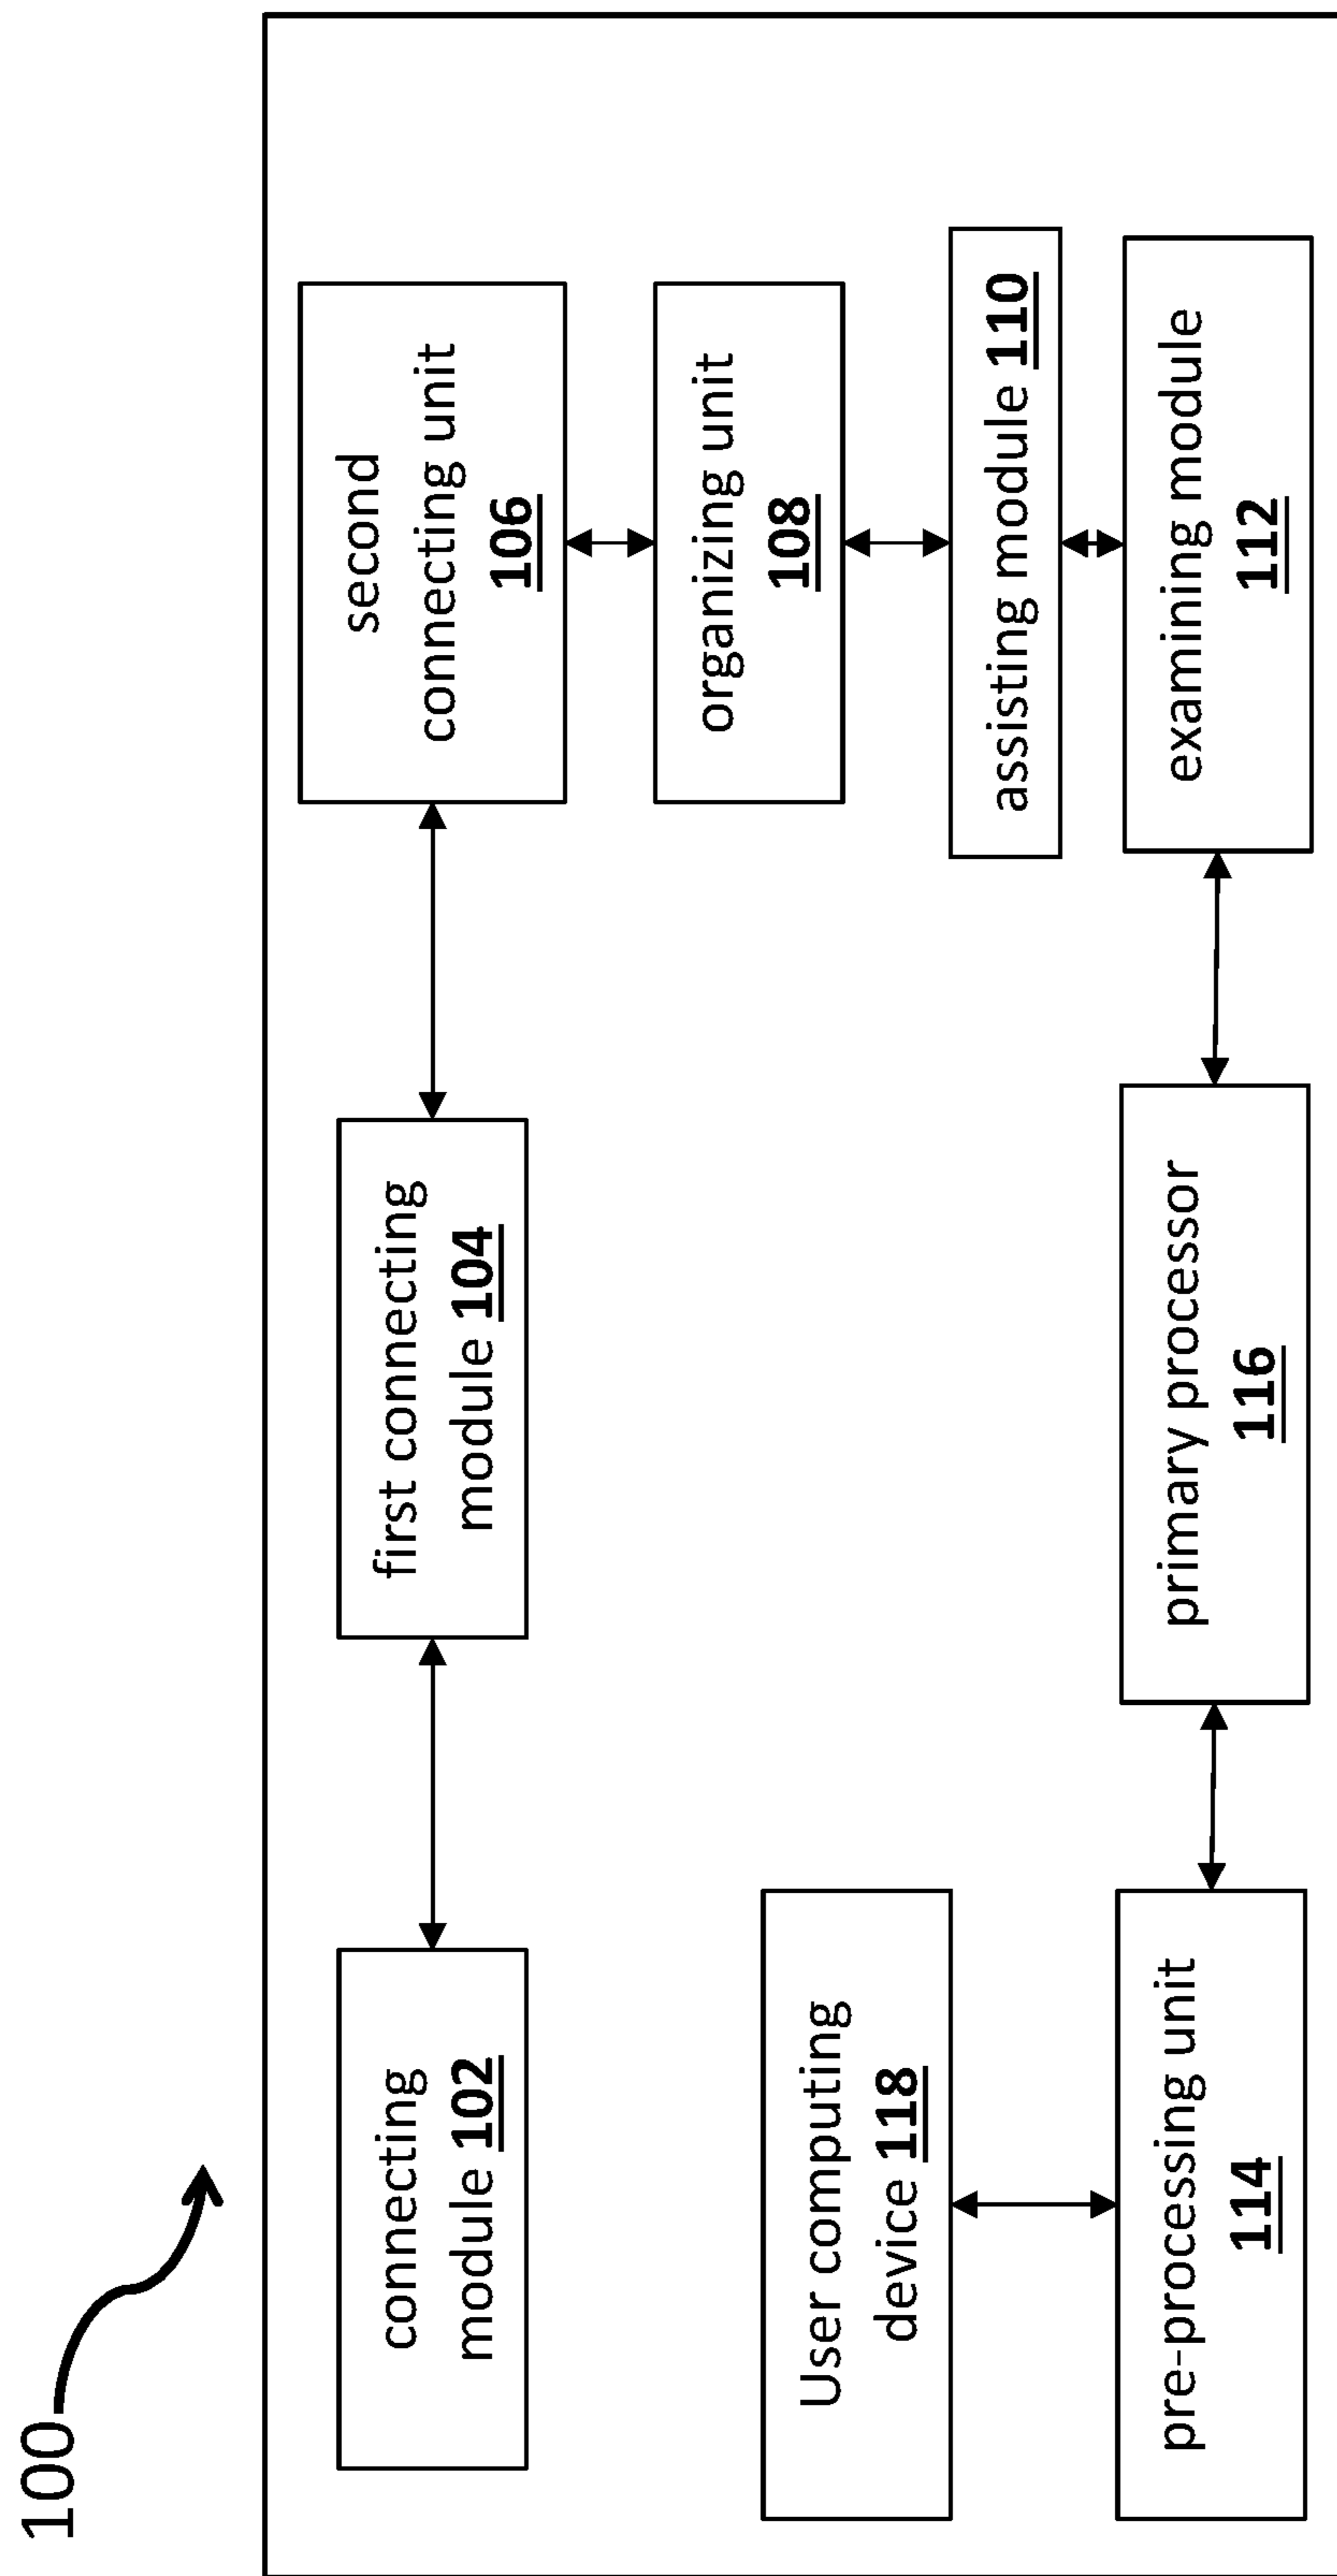 100
connecting
module 102
first connecting
module 104
second
connecting unit
106
organizing unit
108
assisting module 110
examining module
112
primary processor
116
pre-processing unit
114
User computing
device 118